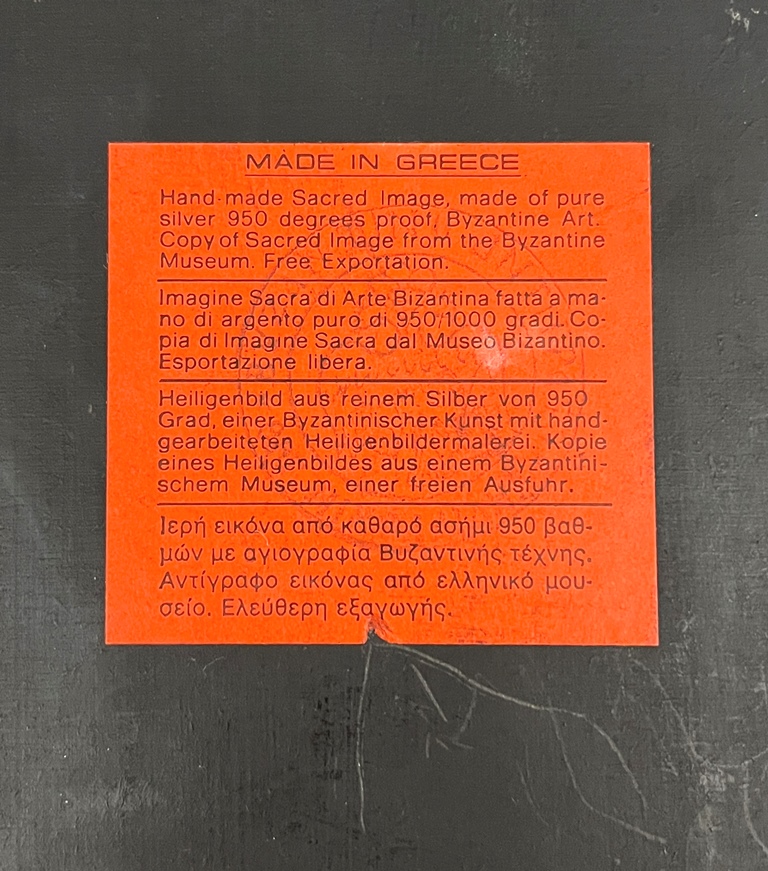 MADE IN GREECE
Hand-made Sacred Image, made of pure
silver 950 degrees proof, Byzantine Art.
Copy of Sacred Image from the Byzantine
Museum. Free Exportation.
Imagine Sacra di Arte Bizantina fatta a ma-
no di argento puro di 950/1000 gradi. Co-
pia di Imagine Sacra dal Museo Bizantino.
Esportazione libera.
Heiligenbild aus reinem Silber von 950
Grad, einer Byzantinischer Kunst mit hand-
gearbeiteten Heiligenbildermalerei. Kopie
eines Heiligenbildes aus einem Byzantini-
schem Museum, einer freien Ausfuhr.
Ιερή εικόνα από καθαρό ασήμι 950 βαθ-
μών με αγιογραφία Βυζαντινής τέχνης.
Αντίγραφο εικόνας από ελληνικό μου-
σείο. Ελεύθερη εξαγωγής.